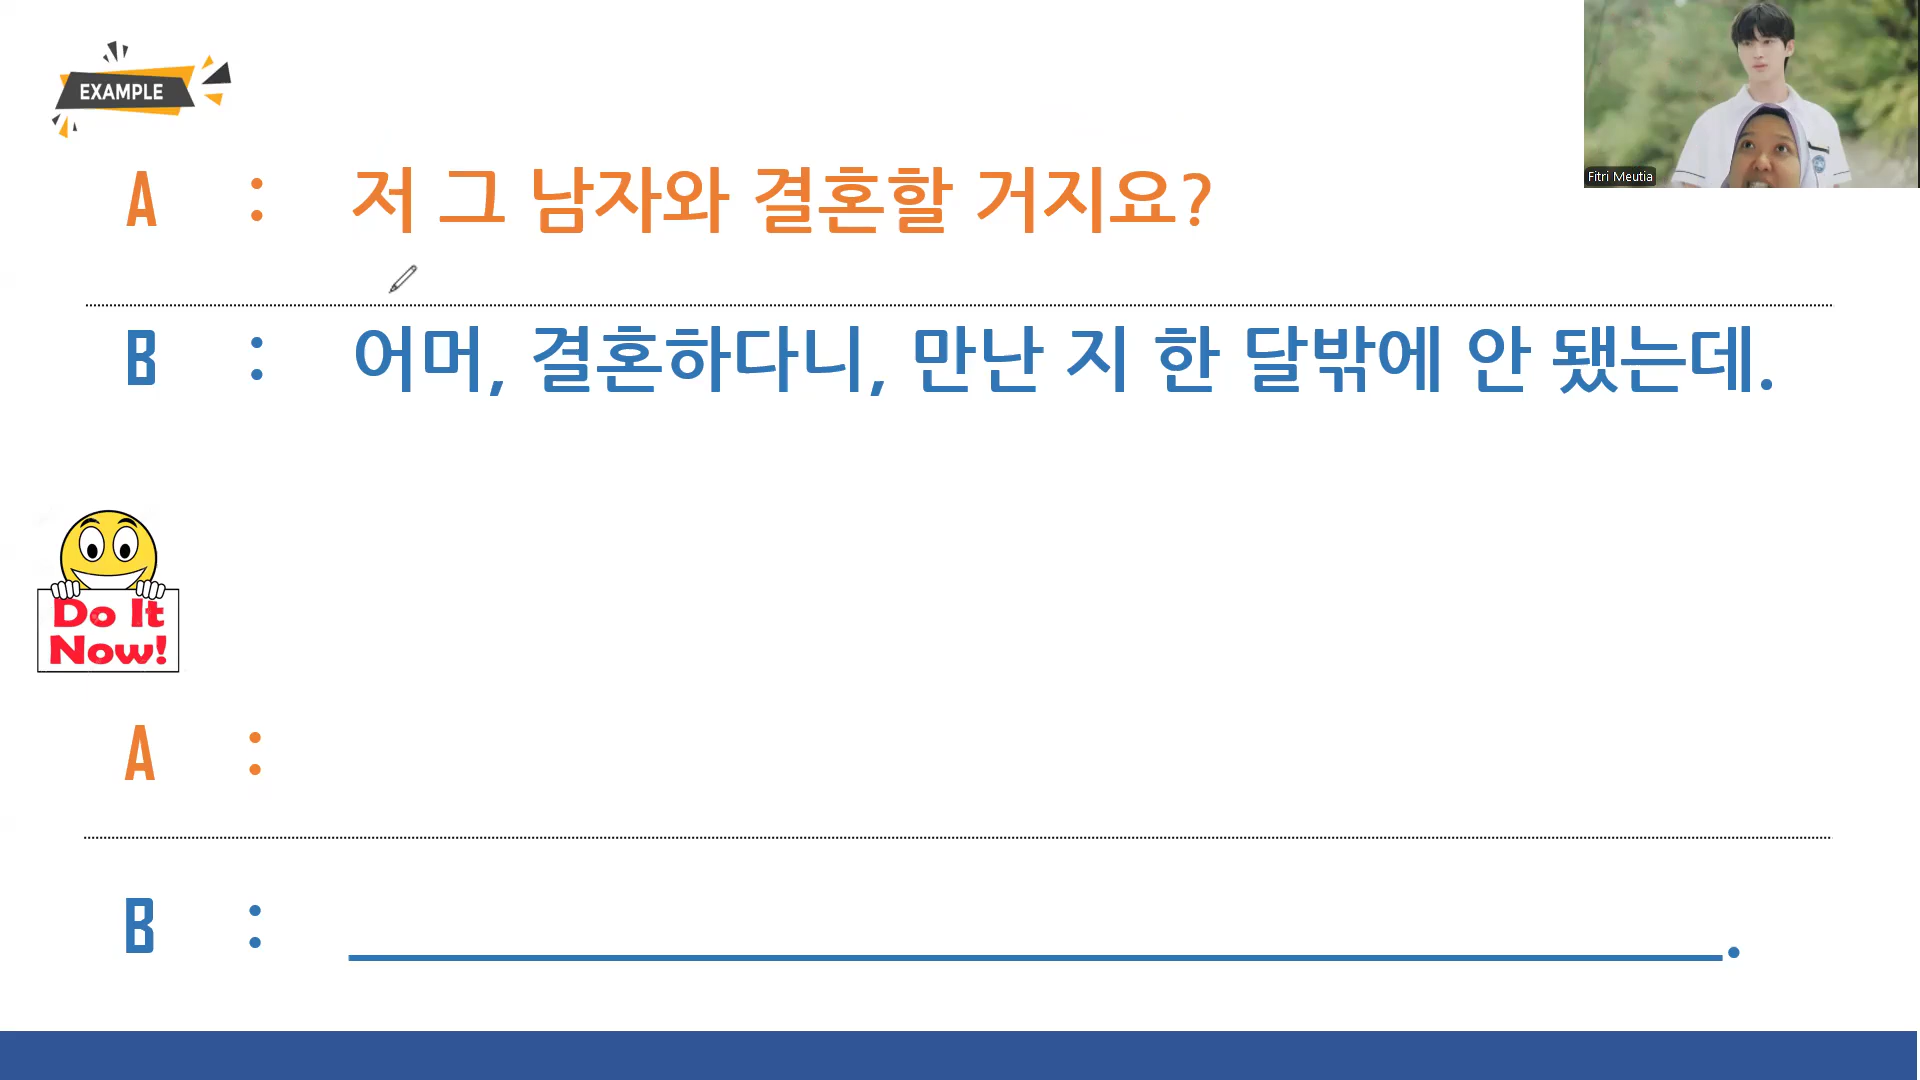 EXAMPLE
Fitri Meutia
A : 저 그 남자와 결혼할 거지요?
B : 어머, 결혼하다니, 만난 지 한 달밖에 안 됐는데.
Do It
Now!
A :
B : ____________________.